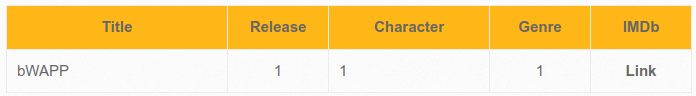 Title Release Character Genre IMDb
bWAPP 1 1 1 Link